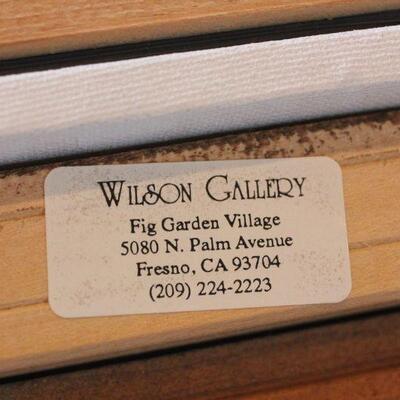 WILSON GALLERY
Fig Garden Village
5080 N. Palm Avenue
Fresno, CA 93704
(209) 224-2223